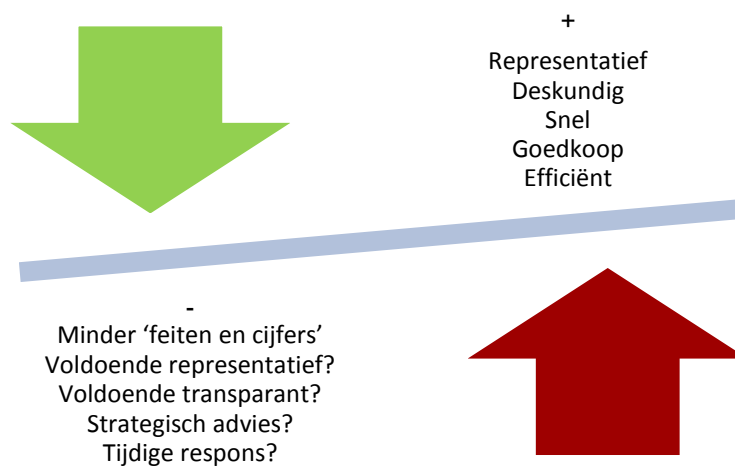 +
Representatief
Deskundig
Snel
Goedkoop
Efficiënt
-
Minder ‘feiten en cijfers’
Voldoende representatief?
Voldoende transparant?
Strategisch advies?
Tijdige respons?